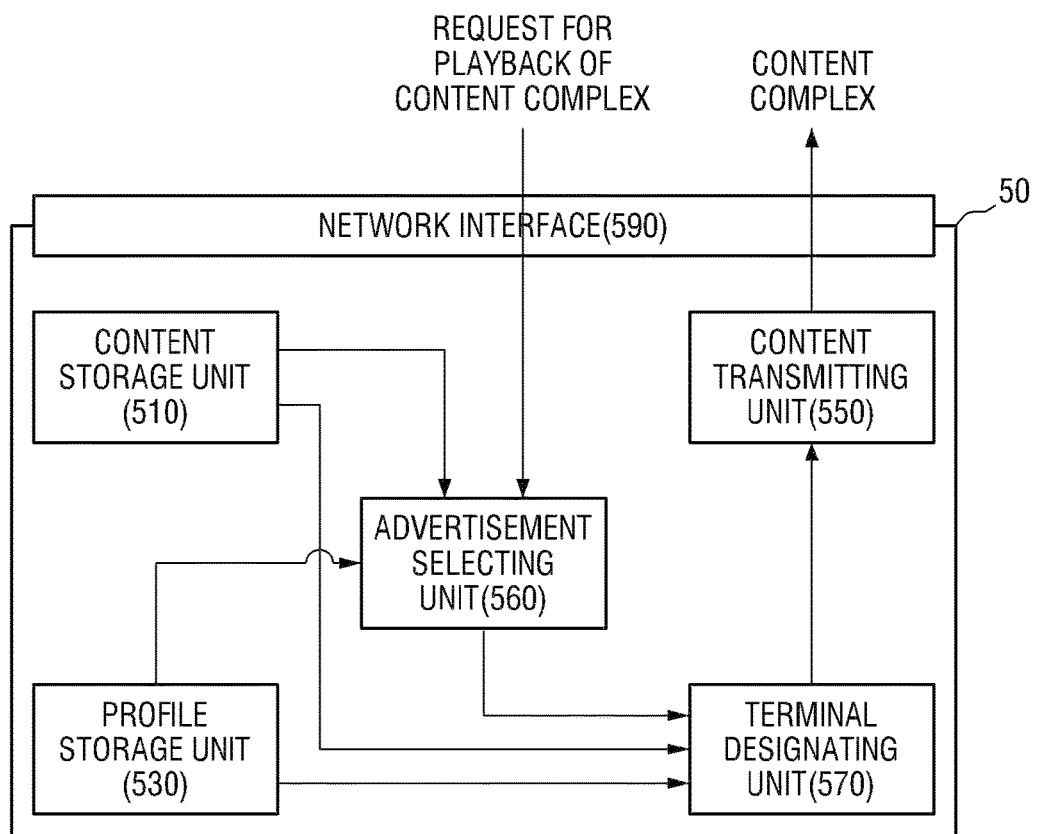 REQUEST FOR
PLAYBACK OF
CONTENT COMPLEX
CONTENT
COMPLEX
50
NETWORK INTERFACE(590)
CONTENT
STORAGE UNIT
(510)
CONTENT
TRANSMITTING
UNIT(550)
ADVERTISEMENT
SELECTING
UNIT(560)
PROFILE
STORAGE UNIT
(530)
TERMINAL
DESIGNATING
UNIT(570)